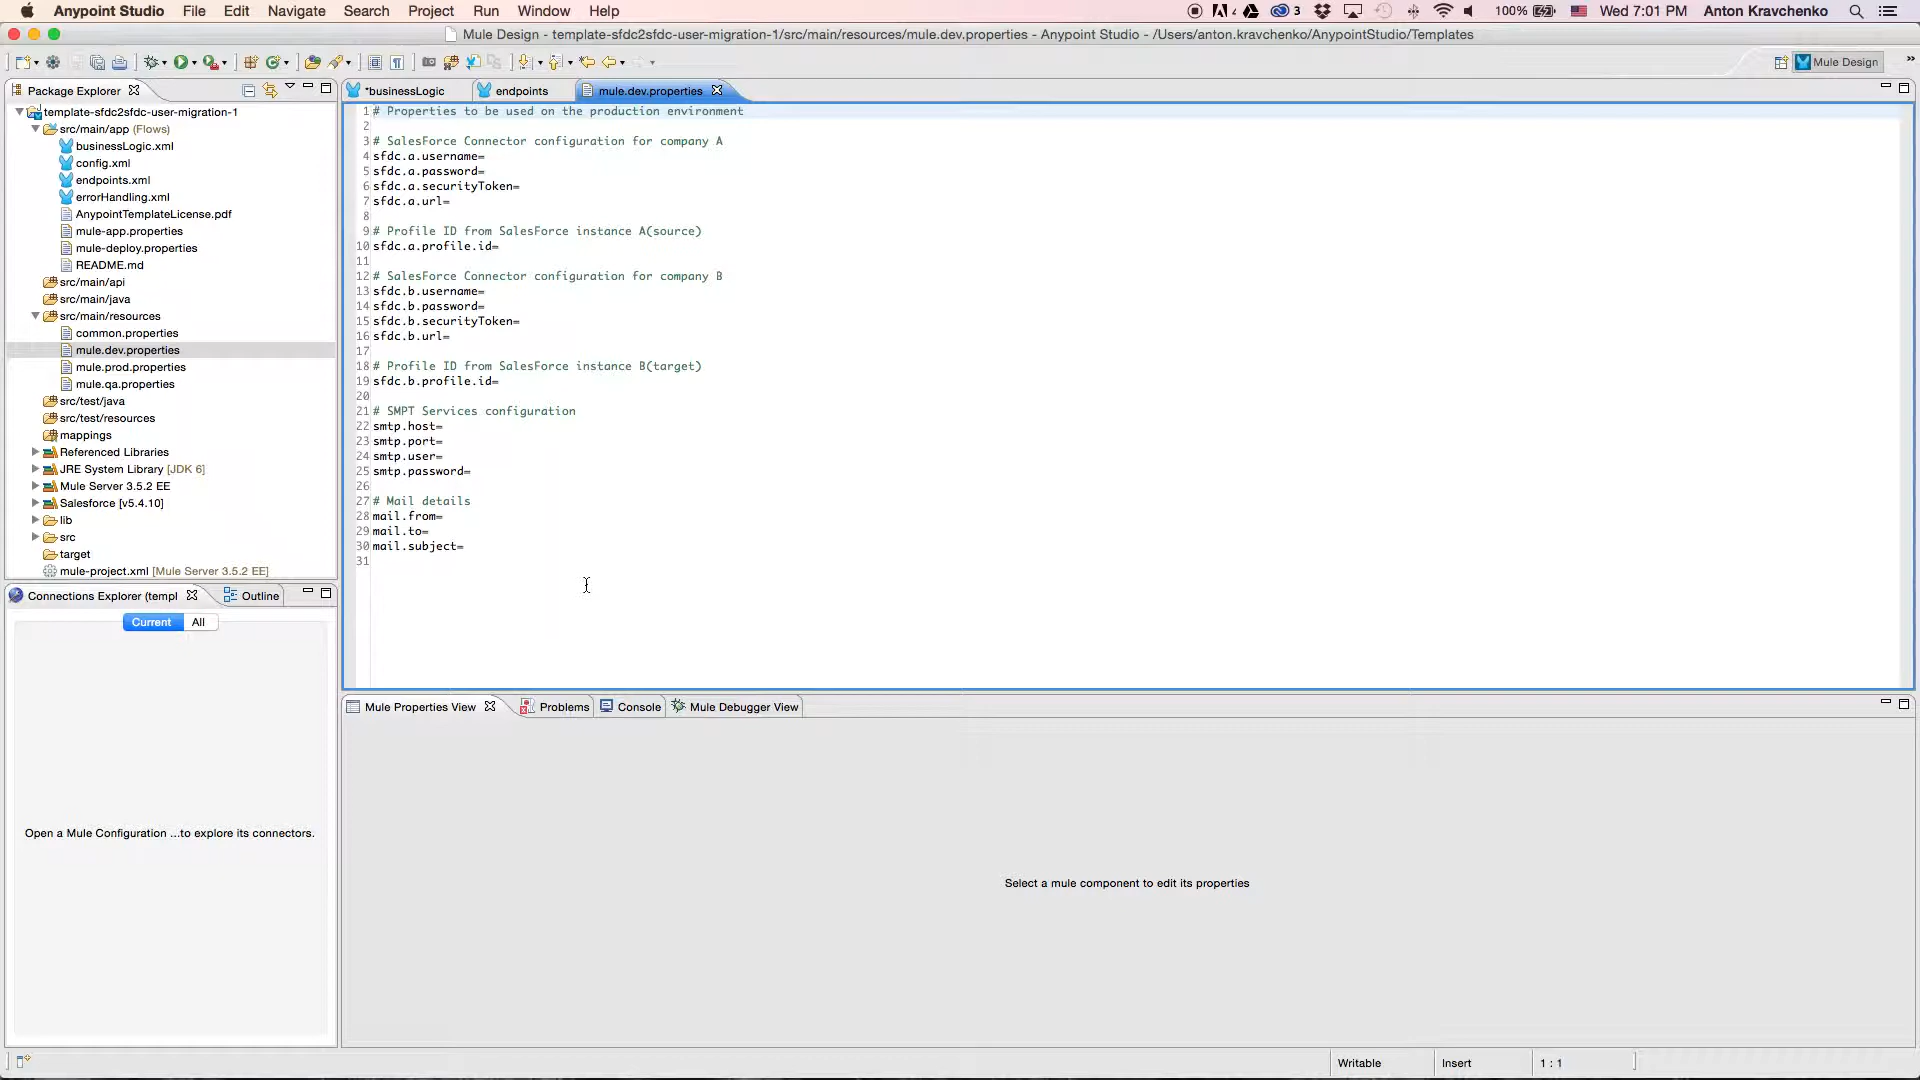 Anypoint Studio File Edit Navigate Search Project Run Window Help 4 3 100% Wed 7:01 PM Anton Kravchenko
Mule Design - template-sfdc2sfdc-user-migration-1/src/main/resources/mule.dev.properties - Anypoint Studio - /Users/anton.kravchenko/AnypointStudio/Templates
Mule Design
Package Explorer
template-sfdc2sfdc-user-migration-1
src/main/app (Flows)
businessLogic.xml
config.xml
endpoints.xml
errorHandling.xml
AnypointTemplateLicense.pdf
mule-app.properties
mule-deploy.properties
README.md
src/main/api
src/main/java
src/main/resources
common.properties
mule.dev.properties
mule.prod.properties
mule.qa.properties
src/test/java
src/test/resources
mappings
Referenced Libraries
JRE System Library [JDK 6]
Mule Server 3.5.2 EE
Salesforce [v5.4.10]
lib
src
target
mule-project.xml [Mule Server 3.5.2 EE]
Connections Explorer (templ Outline
Current All
Open a Mule Configuration ...to explore its connectors.
*businessLogic endpoints mule.dev.properties
1 # Properties to be used on the production environment
2
3 # SalesForce Connector configuration for company A
4 sfdc.a.username=
5 sfdc.a.password=
6 sfdc.a.securityToken=
7 sfdc.a.url=
8
9 # Profile ID from SalesForce instance A(source)
10 sfdc.a.profile.id=
11
12 # SalesForce Connector configuration for company B
13 sfdc.b.username=
14 sfdc.b.password=
15 sfdc.b.securityToken=
16 sfdc.b.url=
17
18 # Profile ID from SalesForce instance B(target)
19 sfdc.b.profile.id=
20
21 # SMPT Services configuration
22 smtp.host=
23 smtp.port=
24 smtp.user=
25 smtp.password=
26
27 # Mail details
28 mail.from=
29 mail.to=
30 mail.subject=
31
Mule Properties View Problems Console Mule Debugger View
Select a mule component to edit its properties
Writable Insert 1 : 1